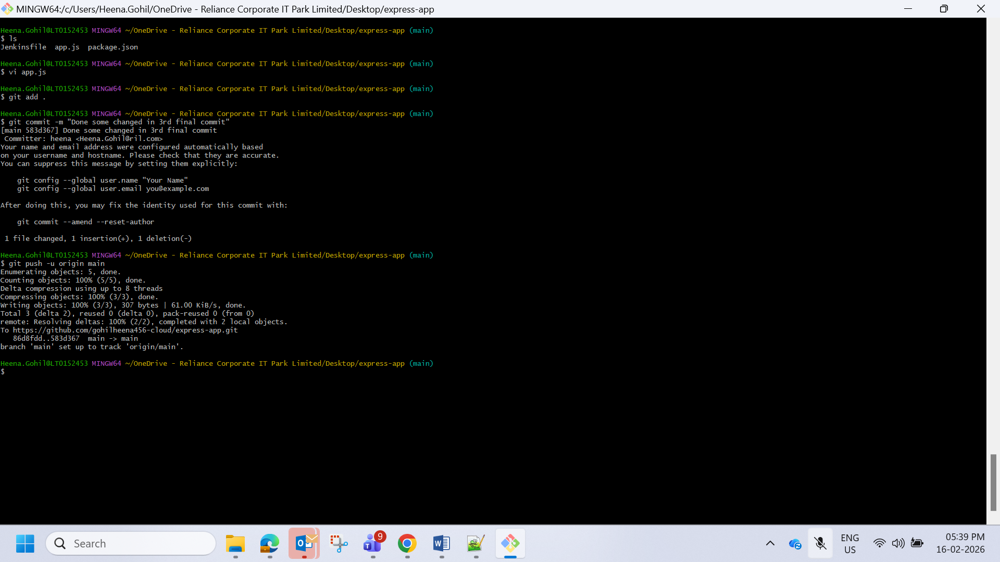 MINGW64:/c/Users/Heena.Gohil/OneDrive - Reliance Corporate IT Park Limited/Desktop/express-app
Heena.Gohil@LT0152453 MINGW64 ~/OneDrive - Reliance Corporate IT Park Limited/Desktop/express-app (main)
$ ls
Jenkinsfile  app.js  package.json
Heena.Gohil@LT0152453 MINGW64 ~/OneDrive - Reliance Corporate IT Park Limited/Desktop/express-app (main)
$ vi app.js
Heena.Gohil@LT0152453 MINGW64 ~/OneDrive - Reliance Corporate IT Park Limited/Desktop/express-app (main)
$ git add .
Heena.Gohil@LT0152453 MINGW64 ~/OneDrive - Reliance Corporate IT Park Limited/Desktop/express-app (main)
$ git commit -m "Done some changed in 3rd final commit"
[main 583d367] Done some changed in 3rd final commit
 Committer: heena <Heena.Gohil@ril.com>
Your name and email address were configured automatically based
on your username and hostname. Please check that they are accurate.
You can suppress this message by setting them explicitly:
    git config --global user.name "Your Name"
    git config --global user.email you@example.com
After doing this, you may fix the identity used for this commit with:
    git commit --amend --reset-author
 1 file changed, 1 insertion(+), 1 deletion(-)
Heena.Gohil@LT0152453 MINGW64 ~/OneDrive - Reliance Corporate IT Park Limited/Desktop/express-app (main)
$ git push -u origin main
Enumerating objects: 5, done.
Counting objects: 100% (5/5), done.
Delta compression using up to 8 threads
Compressing objects: 100% (3/3), done.
Writing objects: 100% (3/3), 307 bytes | 61.00 KiB/s, done.
Total 3 (delta 2), reused 0 (delta 0), pack-reused 0 (from 0)
remote: Resolving deltas: 100% (2/2), completed with 2 local objects.
To https://github.com/gohilheena456-cloud/express-app.git
   86d8fdd..583d367  main -> main
branch 'main' set up to track 'origin/main'.
Heena.Gohil@LT0152453 MINGW64 ~/OneDrive - Reliance Corporate IT Park Limited/Desktop/express-app (main)
$
Search
9
ENG
US
05:39 PM
16-02-2026